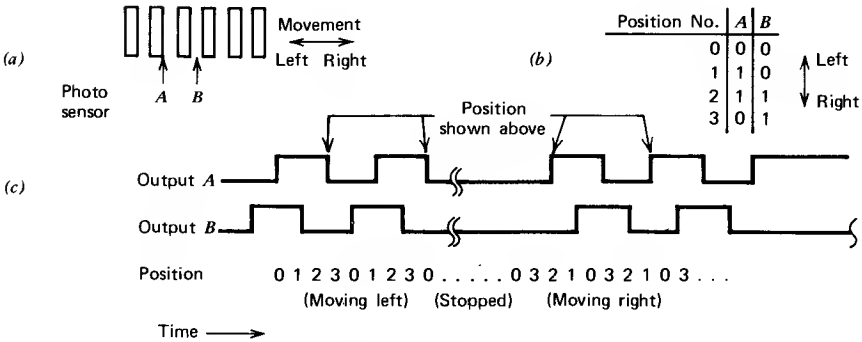 (a)
Movement
Left Right
Photo sensor
A B
(b)
Position No. A B
0 0 0
1 1 0
2 1 1
3 0 1
Left
Right
Position
shown above
(c)
Output A
Output B
Position 0 1 2 3 0 1 2 3 0 . . . . . 0 3 2 1 0 3 2 1 0 3 . . .
(Moving left) (Stopped) (Moving right)
Time